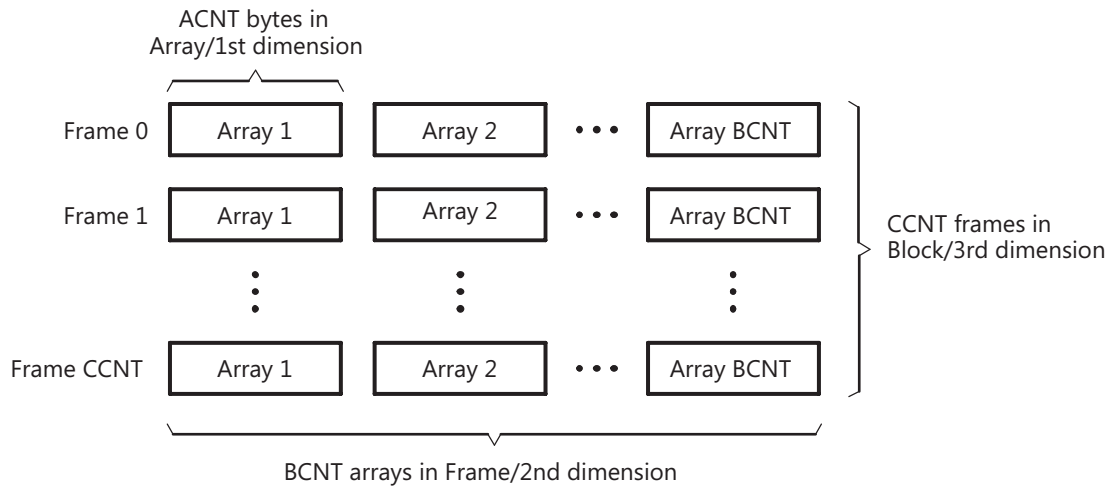 ACNT bytes in
Array/1st dimension
Frame 0 Array 1 Array 2 Array BCNT
Frame 1 Array 1 Array 2 Array BCNT
CCNT frames in
Block/3rd dimension
Frame CCNT Array 1 Array 2 Array BCNT
BCNT arrays in Frame/2nd dimension